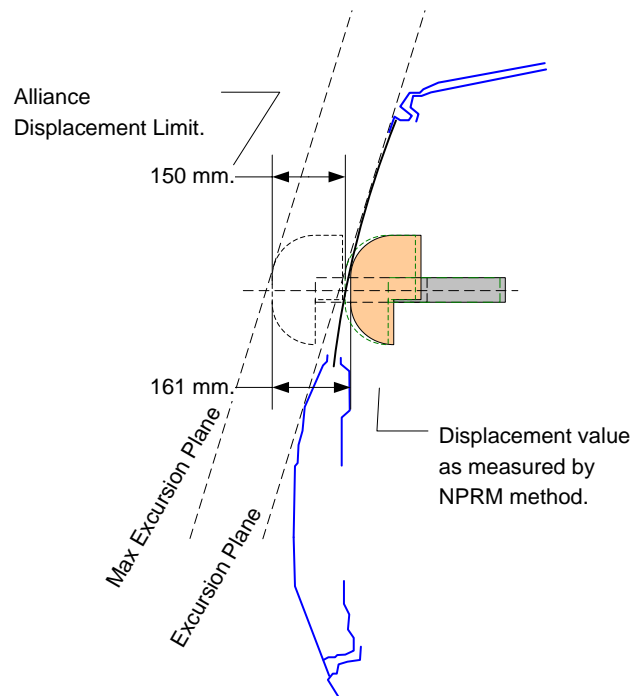 Alliance
Displacement Limit.
150 mm.
161 mm.
Displacement value
as measured by
NPRM method.
Max Excursion Plane
Excursion Plane